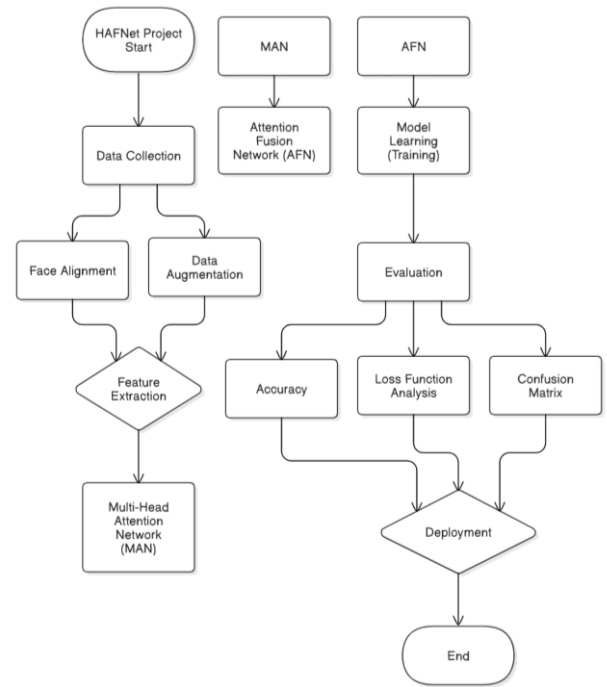 HAFNet Project
Start
MAN
AFN
Data Collection
Attention
Fusion
Network (AFN)
Model
Learning
(Training)
Face Alignment
Data
Augmentation
Evaluation
Feature
Extraction
Accuracy
Loss Function
Analysis
Confusion
Matrix
Multi-Head
Attention
Network
(MAN)
Deployment
End